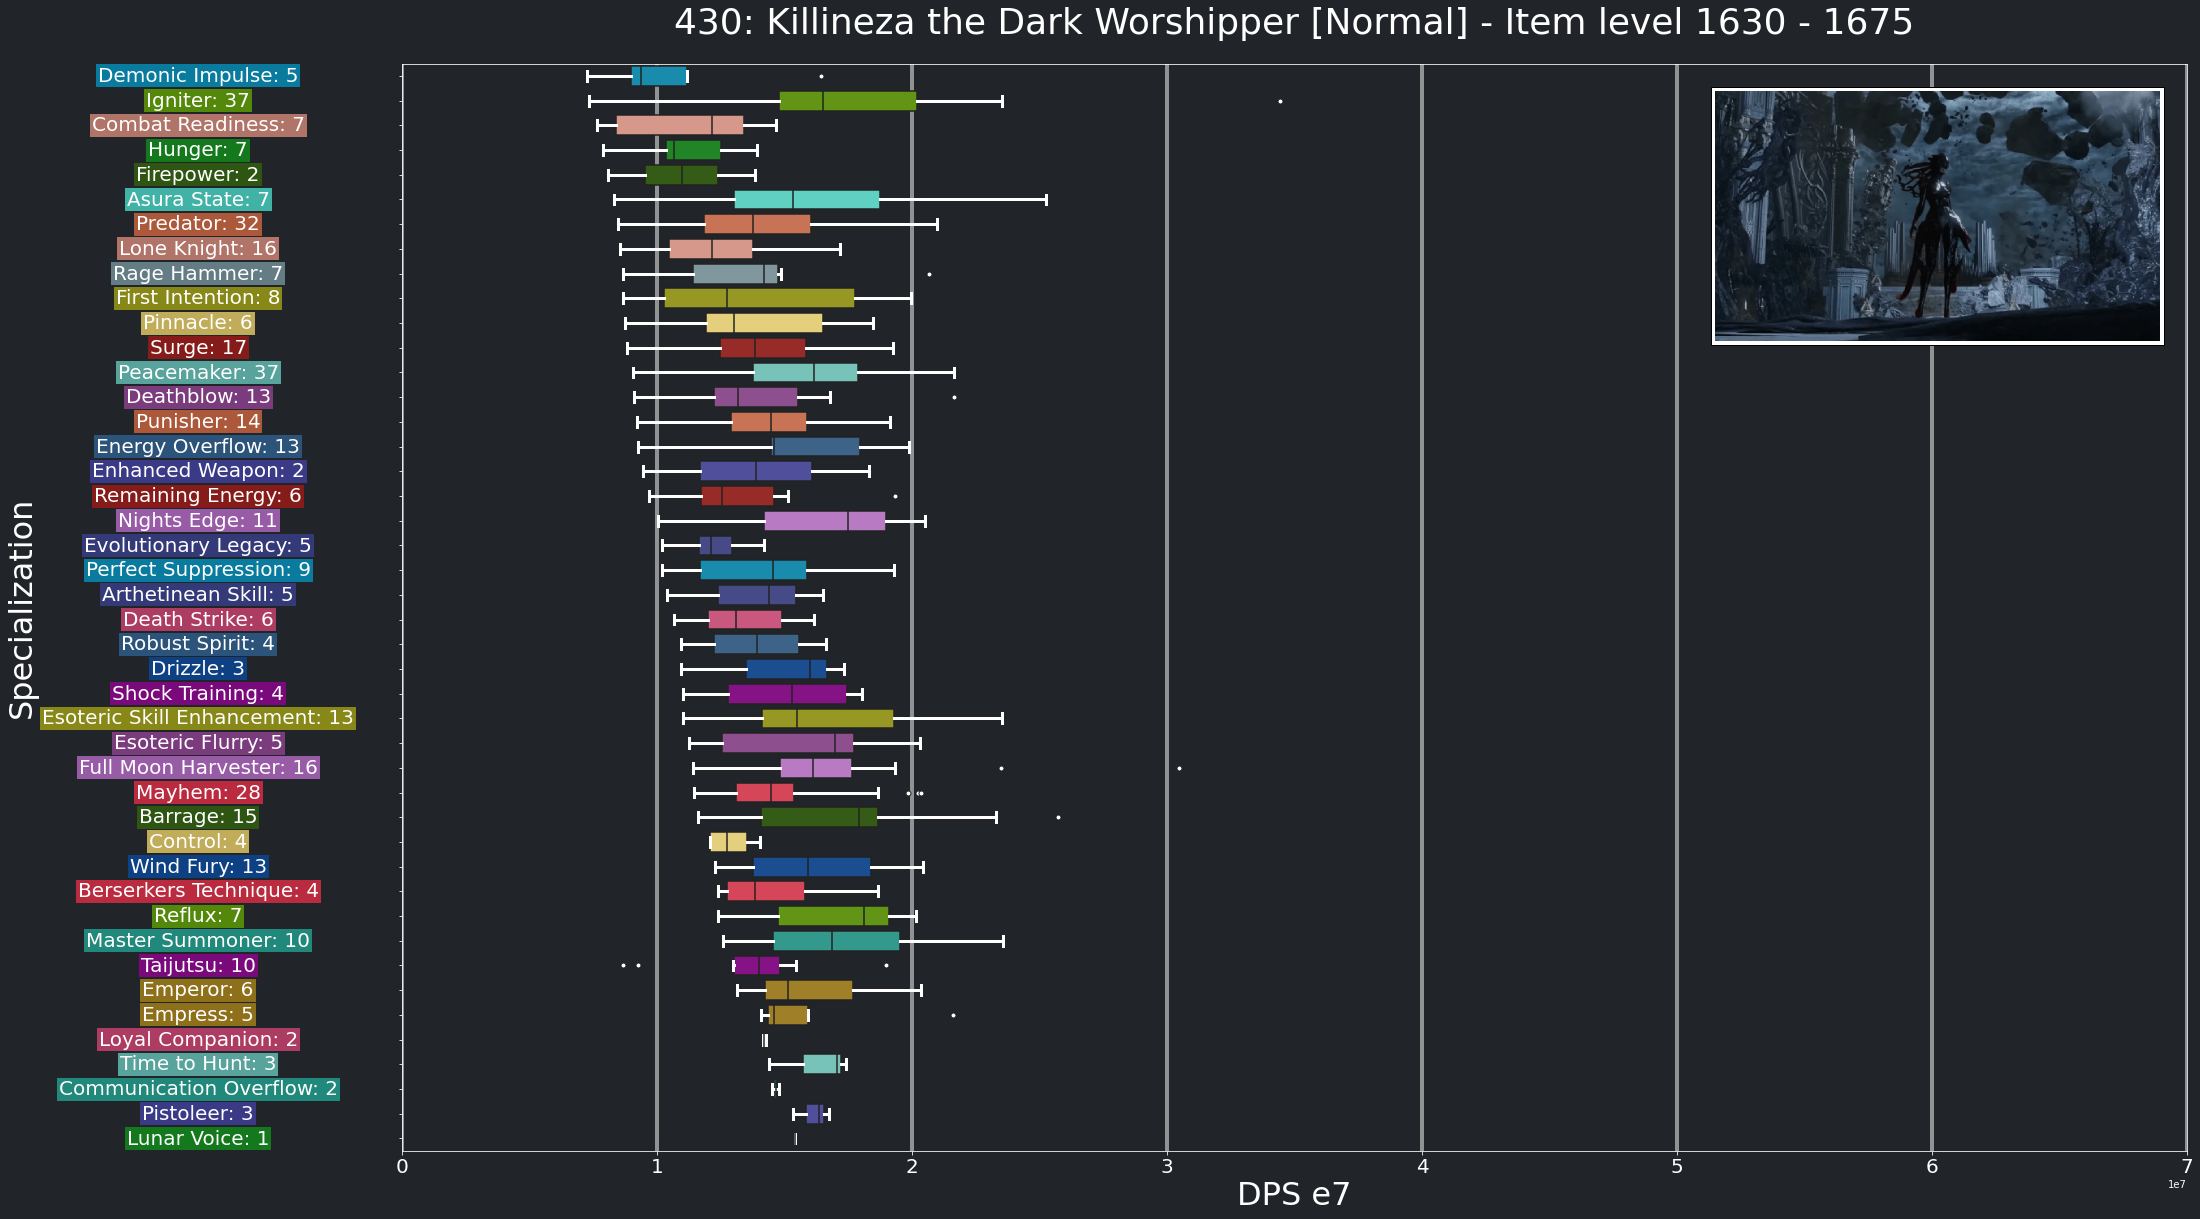 430: Killineza the Dark Worshipper [Normal] - Item level 1630 - 1675
Specialization
Demonic Impulse: 5
Igniter: 37
Combat Readiness: 7
Hunger: 7
Firepower: 2
Asura State: 7
Predator: 32
Lone Knight: 16
Rage Hammer: 7
First Intention: 8
Pinnacle: 6
Surge: 17
Peacemaker: 37
Deathblow: 13
Punisher: 14
Energy Overflow: 13
Enhanced Weapon: 2
Remaining Energy: 6
Nights Edge: 11
Evolutionary Legacy: 5
Perfect Suppression: 9
Arthetinean Skill: 5
Death Strike: 6
Robust Spirit: 4
Drizzle: 3
Shock Training: 4
Esoteric Skill Enhancement: 13
Esoteric Flurry: 5
Full Moon Harvester: 16
Mayhem: 28
Barrage: 15
Control: 4
Wind Fury: 13
Berserkers Technique: 4
Reflux: 7
Master Summoner: 10
Taijutsu: 10
Emperor: 6
Empress: 5
Loyal Companion: 2
Time to Hunt: 3
Communication Overflow: 2
Pistoleer: 3
Lunar Voice: 1
0 1 2 3 4 5 6 7
1e7
DPS e7